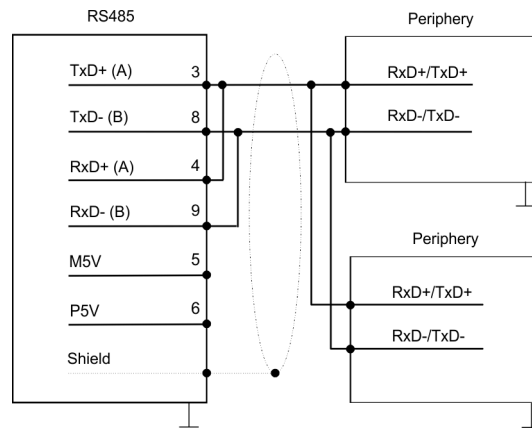 RS485
Periphery
TxD+ (A) 3
RxD+/TxD+
TxD- (B) 8
RxD-/TxD-
RxD+ (A) 4
RxD- (B) 9
M5V 5
P5V 6
Shield
Periphery
RxD+/TxD+
RxD-/TxD-